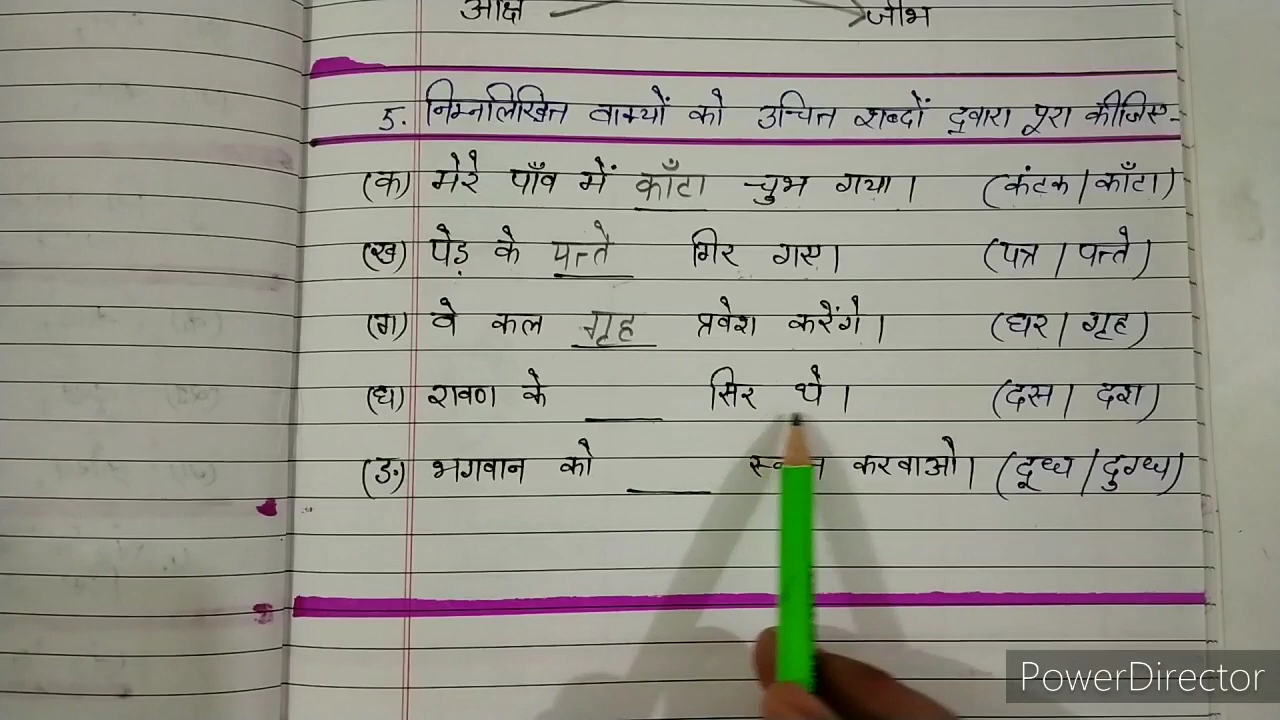 आक्षि जीभ
5. निम्नलिखित वाक्यों को उचित शब्दों द्वारा पूरा कीजिए-
(क) मेरे पाँव में काँटा चुभ गया। (कंटक/काँटा)
(ख) पेड़ के पत्ते गिर गए। (पत्र/पत्ते)
(ग) वे कल गृह प्रवेश करेंगे। (घर/गृह)
(घ) रावण के ____ सिर थे। (दस/दश)
(ङ) भगवान को ____ करवाओ। (दूध/दुग्ध)
PowerDirector